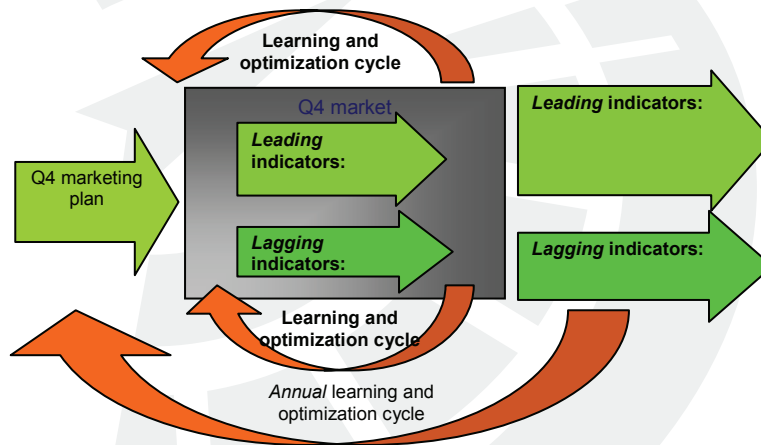 Learning and
optimization cycle
Q4 market
Leading
indicators:
Leading indicators:
Q4 marketing
plan
Lagging
indicators:
Lagging indicators:
Learning and
optimization cycle
Annual learning and
optimization cycle